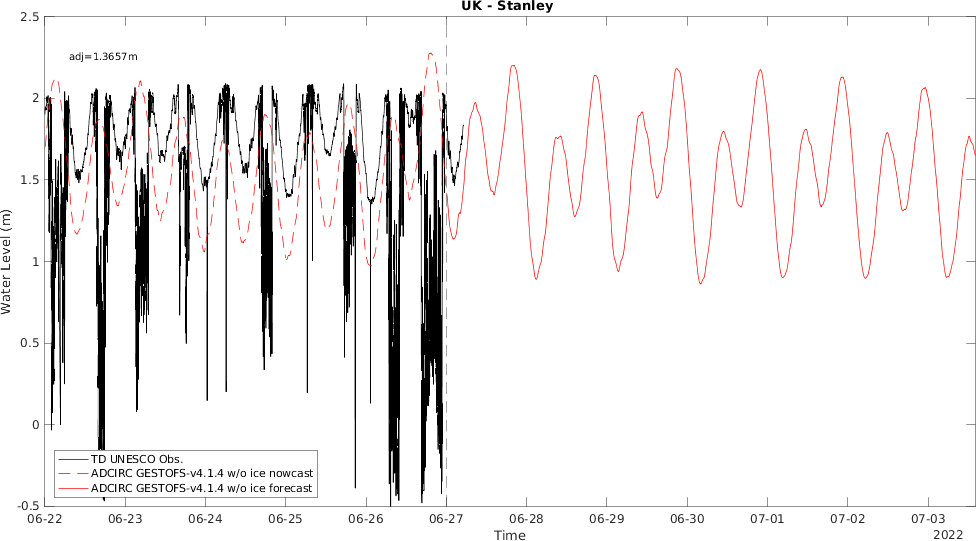 UK - Stanley
adj=1.3657m
2.5
2
1.5
1
0.5
0
-0.5
Water Level (m)
TD UNESCO Obs.
ADCIRC GESTOFS-v4.1.4 w/o ice nowcast
ADCIRC GESTOFS-v4.1.4 w/o ice forecast
06-22 06-23 06-24 06-25 06-26 06-27 06-28 06-29 06-30 07-01 07-02 07-03
Time
2022